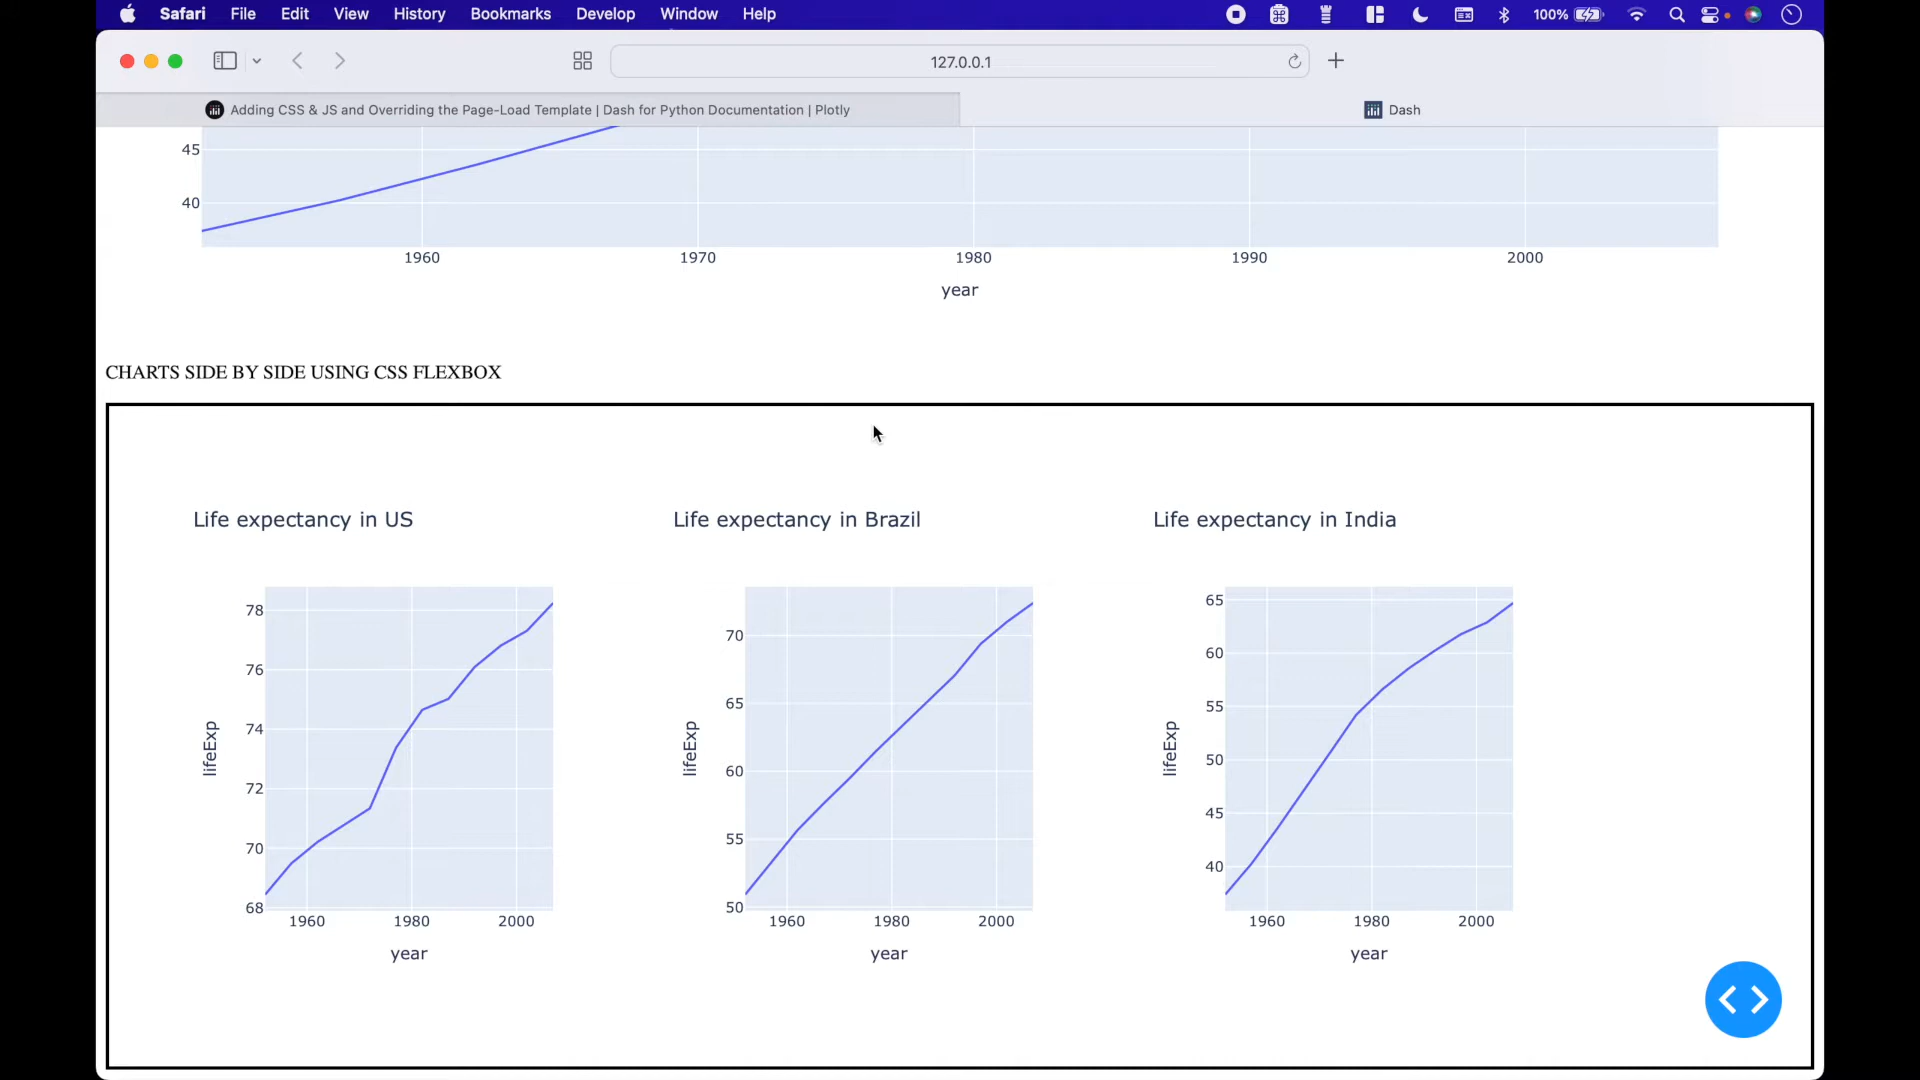 Safari File Edit View History Bookmarks Develop Window Help 100%
127.0.0.1
Adding CSS & JS and Overriding the Page-Load Template | Dash for Python Documentation | Plotly
Dash
45
40
1960 1970 1980 1990 2000
year
CHARTS SIDE BY SIDE USING CSS FLEXBOX
Life expectancy in US
78
76
74
72
70
68
lifeExp
1960 1980 2000
year
Life expectancy in Brazil
70
65
60
55
50
lifeExp
1960 1980 2000
year
Life expectancy in India
65
60
55
50
45
40
lifeExp
1960 1980 2000
year